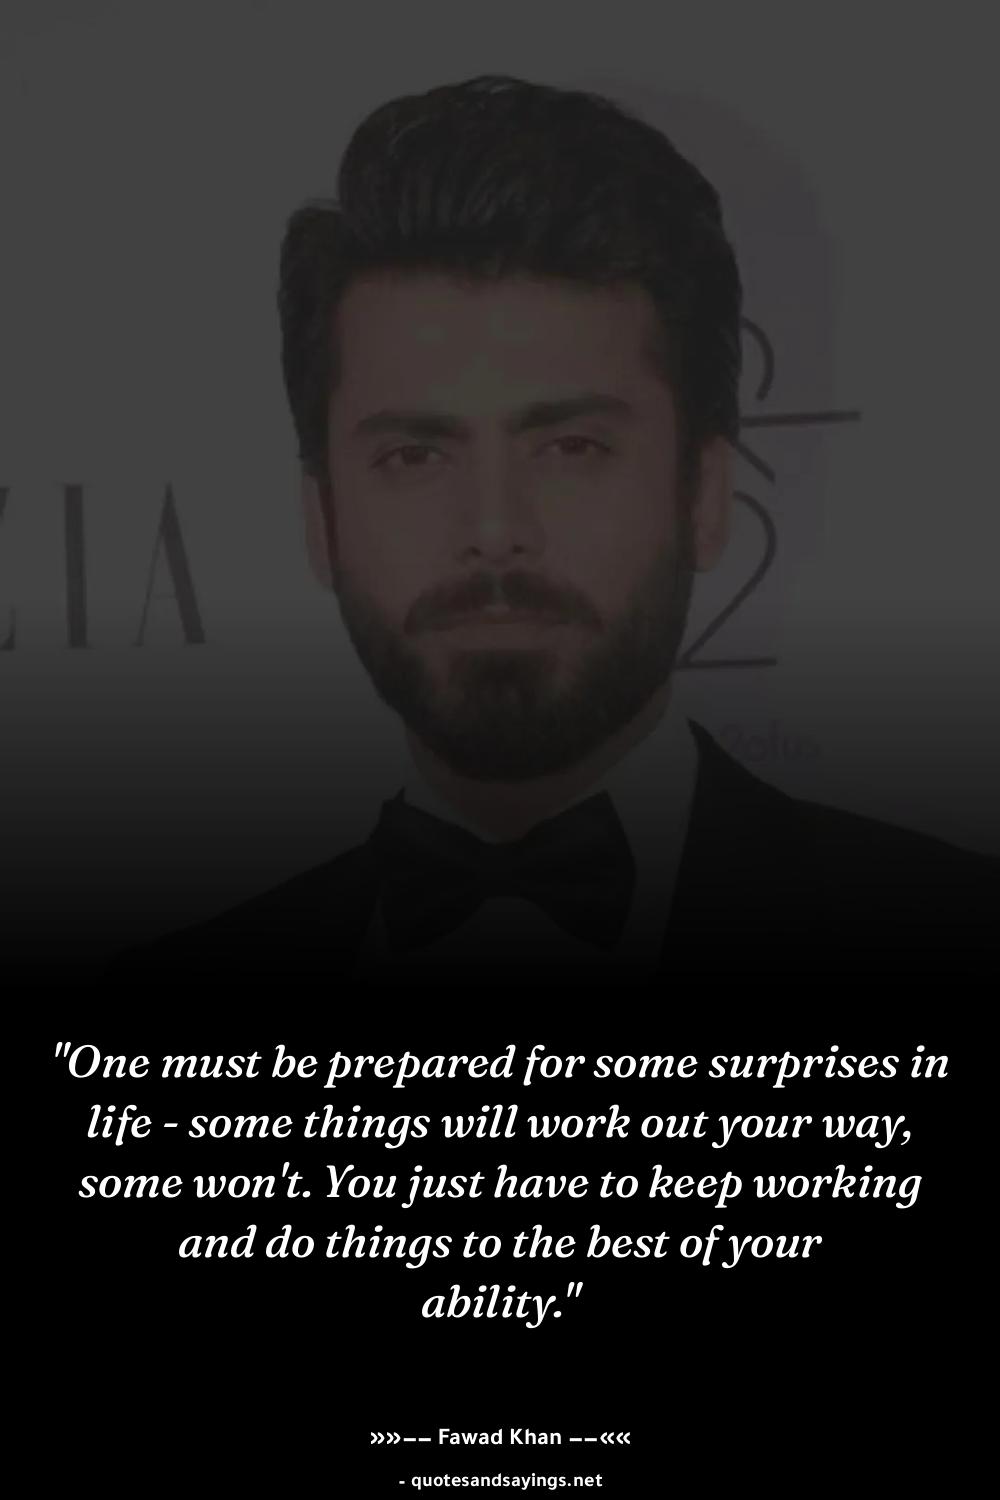 ZIA
"One must be prepared for some surprises in
life - some things will work out your way,
some won't. You just have to keep working
and do things to the best of your
ability."
»»–– Fawad Khan ––««
- quotesandsayings.net